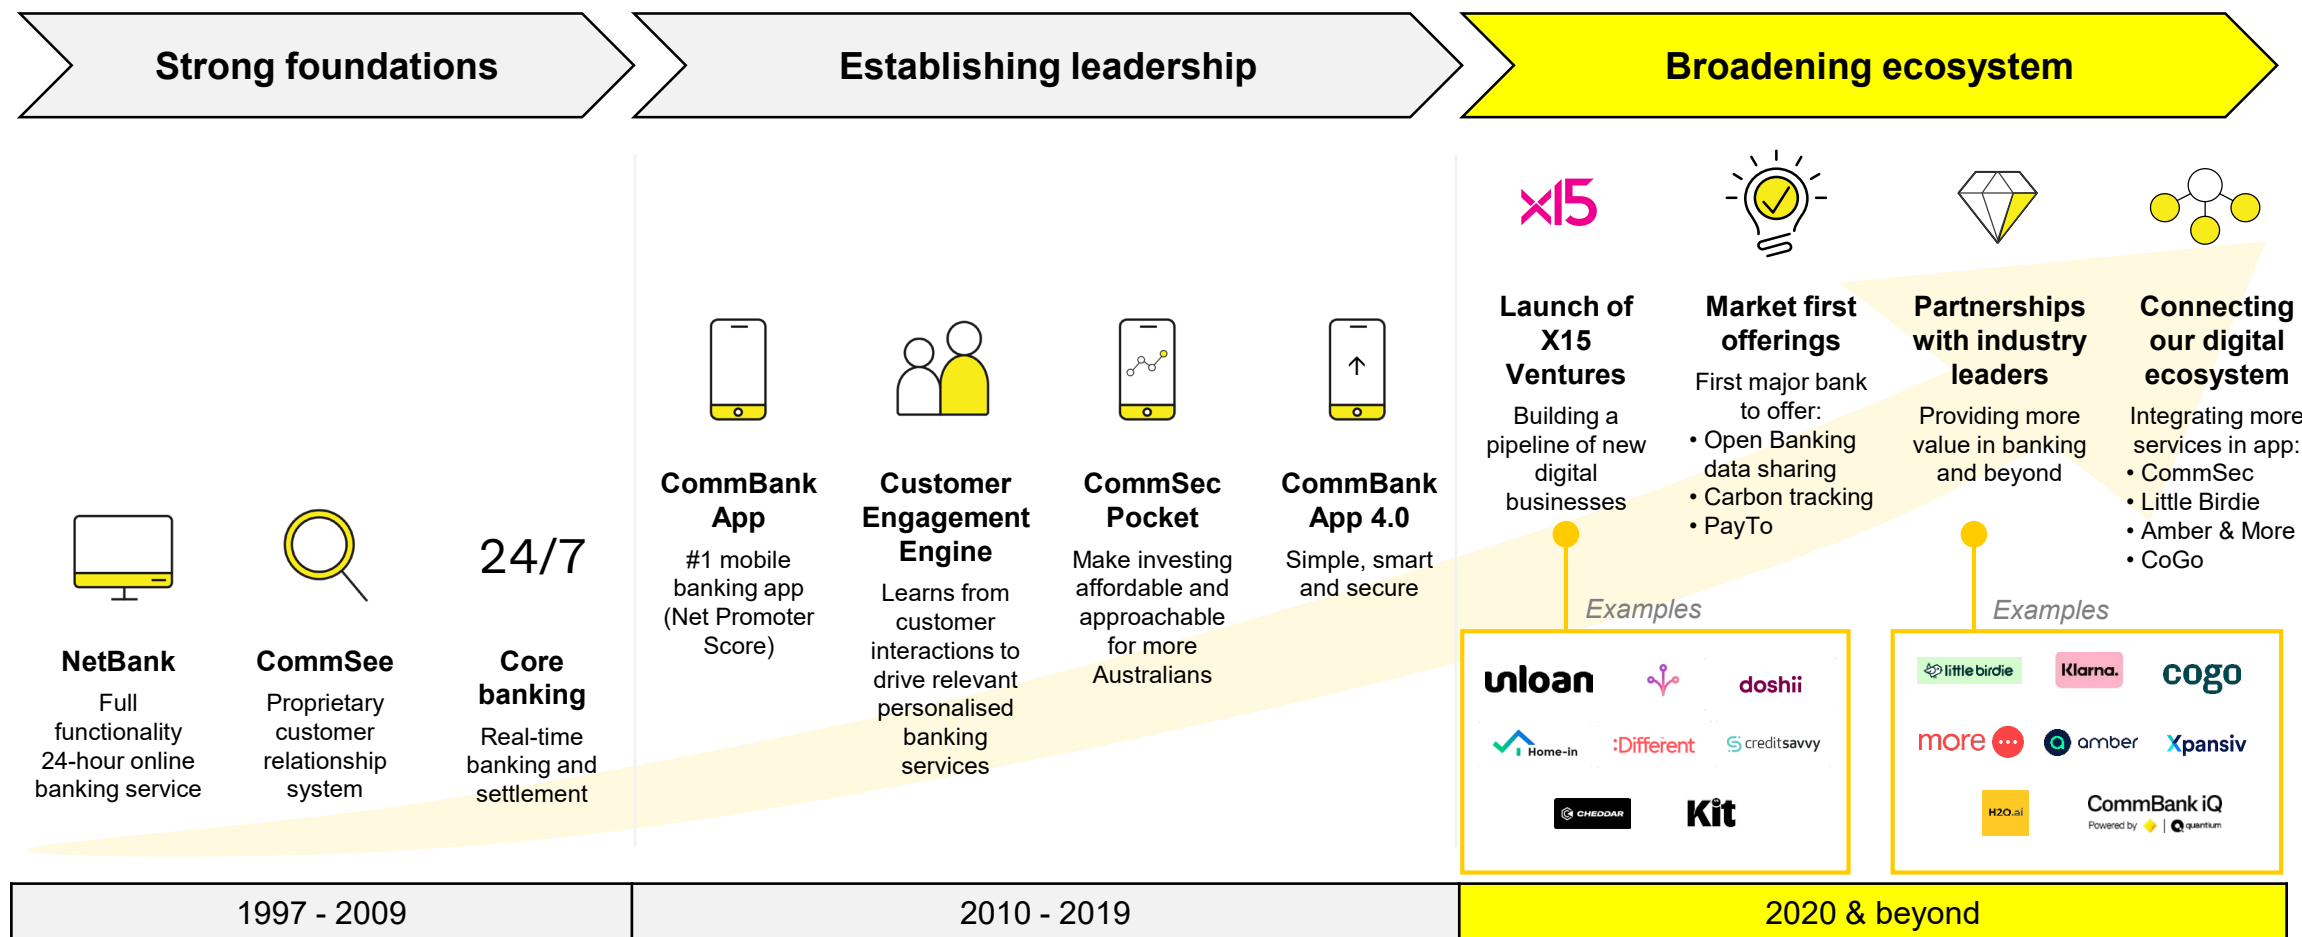 Strong foundations
Establishing leadership
Broadening ecosystem
24/7
NetBank
Full
functionality
24-hour online
banking service
CommSee
Proprietary
customer
relationship
system
Core
banking
Real-time
banking and
settlement
CommBank
App
#1 mobile
banking app
(Net Promoter
Score)
Customer
Engagement
Engine
Learns from
customer
interactions to
drive relevant
personalised
banking
services
CommSec
Pocket
Make investing
affordable and
approachable
for more
Australians
CommBank
App 4.0
Simple, smart
and secure
x15
Launch of
X15
Ventures
Building a
pipeline of new
digital
businesses
Market first
offerings
First major bank
to offer:
• Open Banking
data sharing
• Carbon tracking
• PayTo
Partnerships
with industry
leaders
Providing more
value in banking
and beyond
Connecting
our digital
ecosystem
Integrating more
services in app:
• CommSec
• Little Birdie
• Amber & More
• CoGo
Examples
unloan
doshii
Home-in
:Different
creditsavvy
CHEDDAR
Kit
Examples
little birdie
Klarna.
cogo
more
amber
Xpansiv
H2O.ai
CommBank iQ
Powered by
quantium
1997 - 2009
2010 - 2019
2020 & beyond